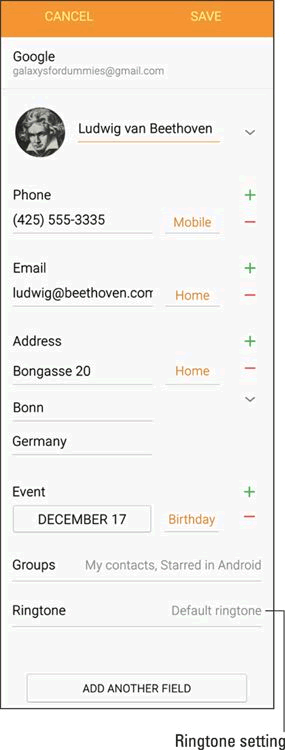 CANCEL SAVE
Google
galaxysfordummies@gmail.com
Ludwig van Beethoven
Phone
(425) 555-3335 Mobile
Email
ludwig@beethoven.com Home
Address
Bongasse 20 Home
Bonn
Germany
Event
DECEMBER 17 Birthday
Groups My contacts, Starred in Android
Ringtone Default ringtone
ADD ANOTHER FIELD
Ringtone setting